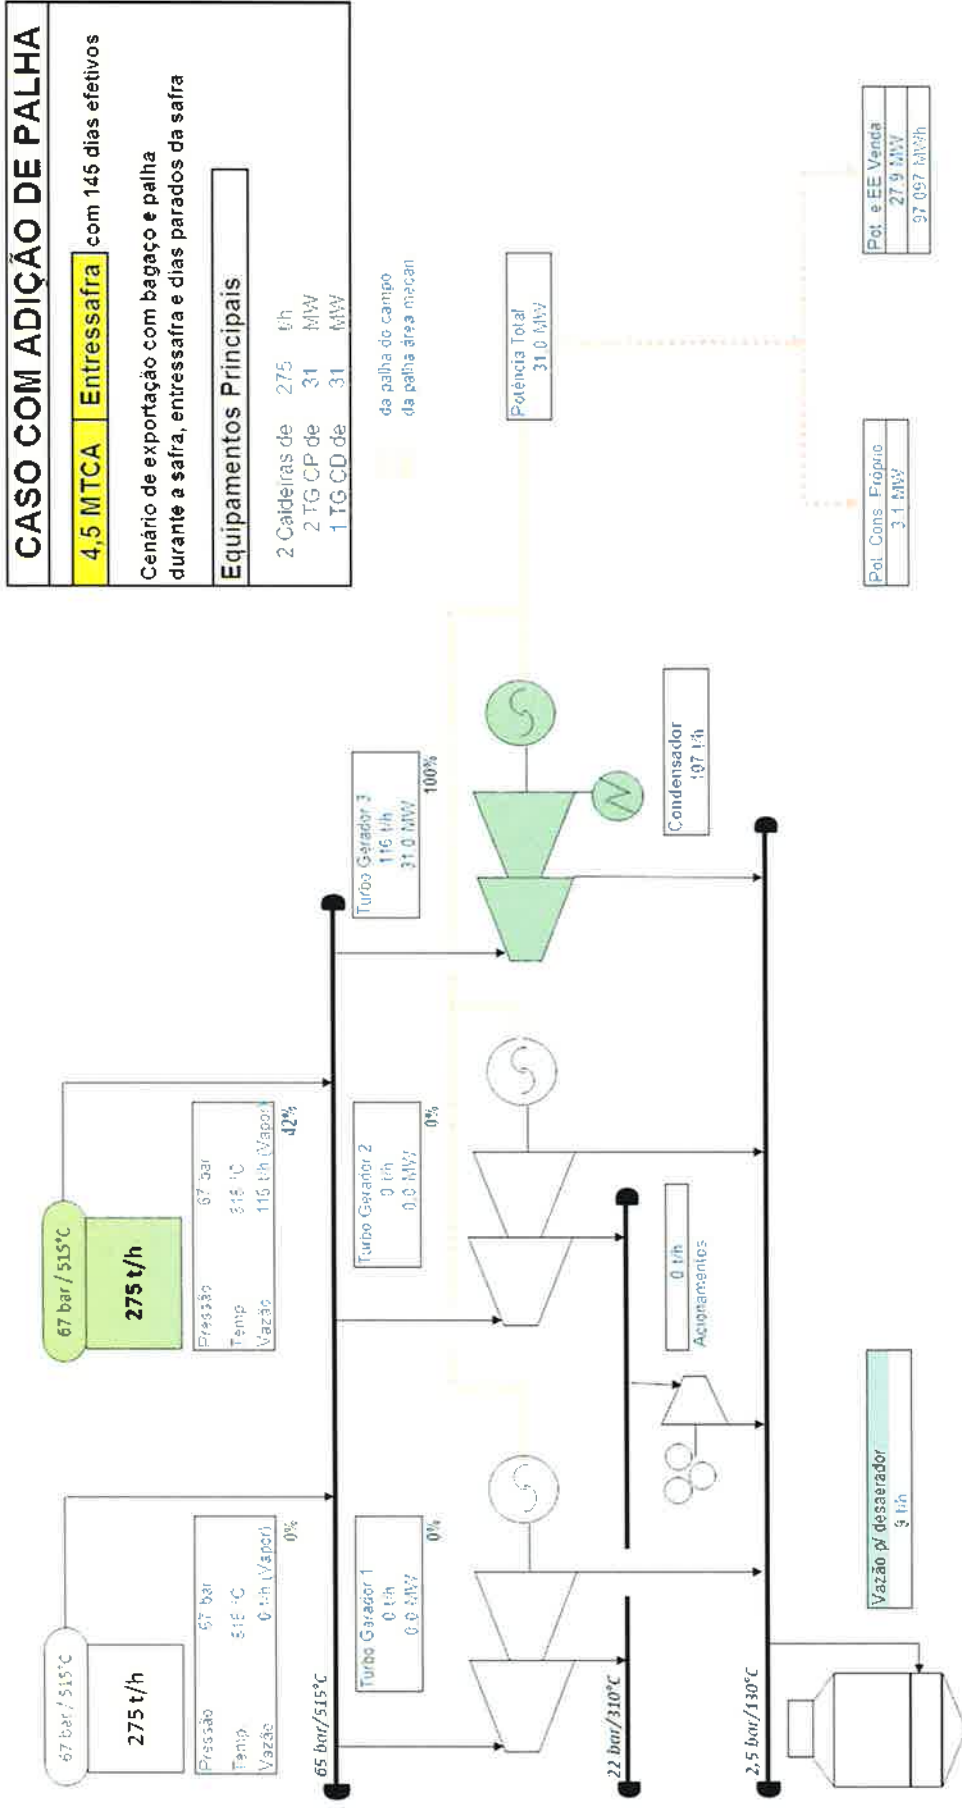 CASO COM ADIÇÃO DE PALHA
4,5 MTCA Entressafra com 145 dias efetivos
Cenário de exportação com bagaço e palha
durante a safra, entressafra e dias parados da safra
Equipamentos Principais
2 Caldeiras de 275 t/h
2 TG CP de 31 MW
1 TG CD de 31 MW
da palha do campo
da palha área mecan
67 bar / 515°C
275 t/h
Pressão 67 bar
Temp 515 °C
Vazão 0 t/h (Vapor)
0%
67 bar / 515°C
275 t/h
Pressão 67 bar
Temp 515 °C
Vazão 115 t/h (Vapor)
42%
65 bar/515°C
Turbo Gerador 1
0 t/h
0.0 MW
0%
Turbo Gerador 2
0 t/h
0.0 MW
0%
Turbo Gerador 3
116 t/h
31.0 MW
100%
Potência Total
31.0 MW
22 bar/310°C
0 t/h
Acionamentos
Condensador
107 t/h
2,5 bar/130°C
Vazão p/ desaerador
9 t/h
Pot. Cons. Próprio
3.1 MW
Pot. e EE Venda
27.9 MW
97 097 MWh